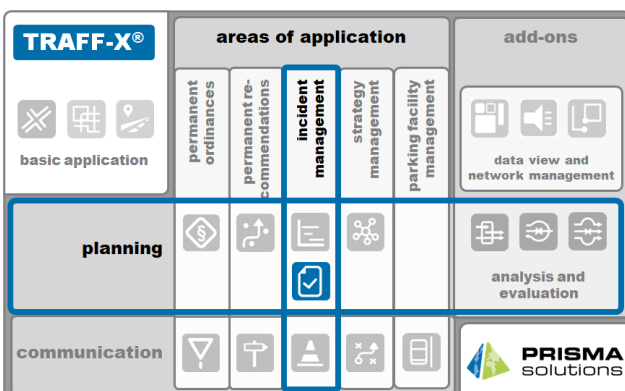 TRAFF-X®
areas of application
add-ons
basic application
permanent
ordinances
permanent re-
commendations
incident
management
strategy
management
parking facility
management
data view and
network management
planning
§
analysis and
evaluation
communication
PRISMA
solutions